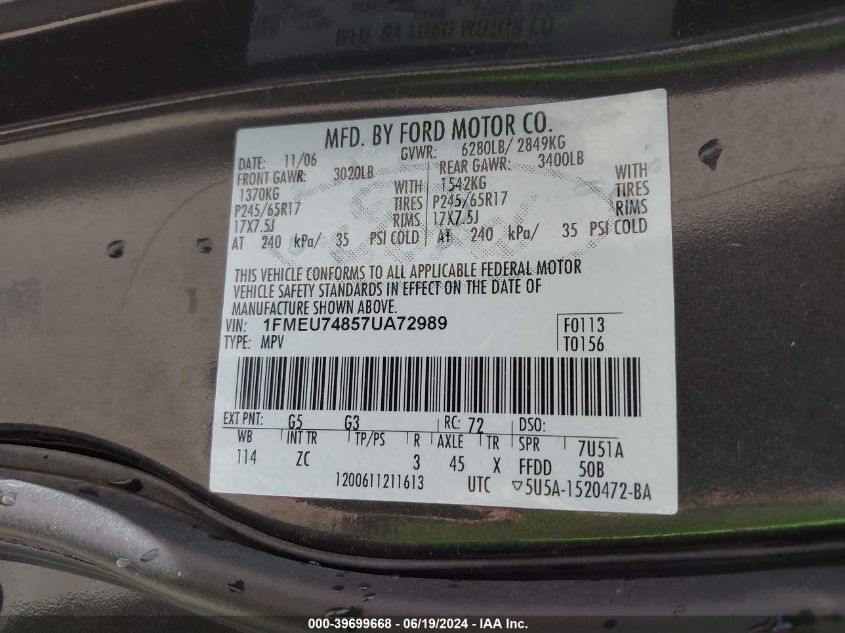 MFD. BY FORD MOTOR CO.
MFD. BY FORD MOTOR CO.
DATE: 11/06 GVWR: 6280LB/ 2849KG
FRONT GAWR: 3020LB REAR GAWR: 3400LB
1370KG WITH 1542KG WITH
P245/65R17 TIRES P245/65R17 TIRES
17X7.5J RIMS 17X7.5J RIMS
AT 240 kPa/ 35 PSI COLD AT 240 kPa/ 35 PSI COLD
THIS VEHICLE CONFORMS TO ALL APPLICABLE FEDERAL MOTOR
VEHICLE SAFETY STANDARDS IN EFFECT ON THE DATE OF
MANUFACTURE SHOWN ABOVE.
VIN: 1FMEU74857UA72989 F0113
TYPE: MPV T0156
EXT PNT: G5 G3 RC: 72 DSO:
WB INT TR TP/PS R AXLE TR SPR 7U51A
114 ZC 3 45 X FFDD 50B
1200611211613 UTC ▽5U5A-1520472-BA
000-39699668 - 06/19/2024 - IAA Inc.